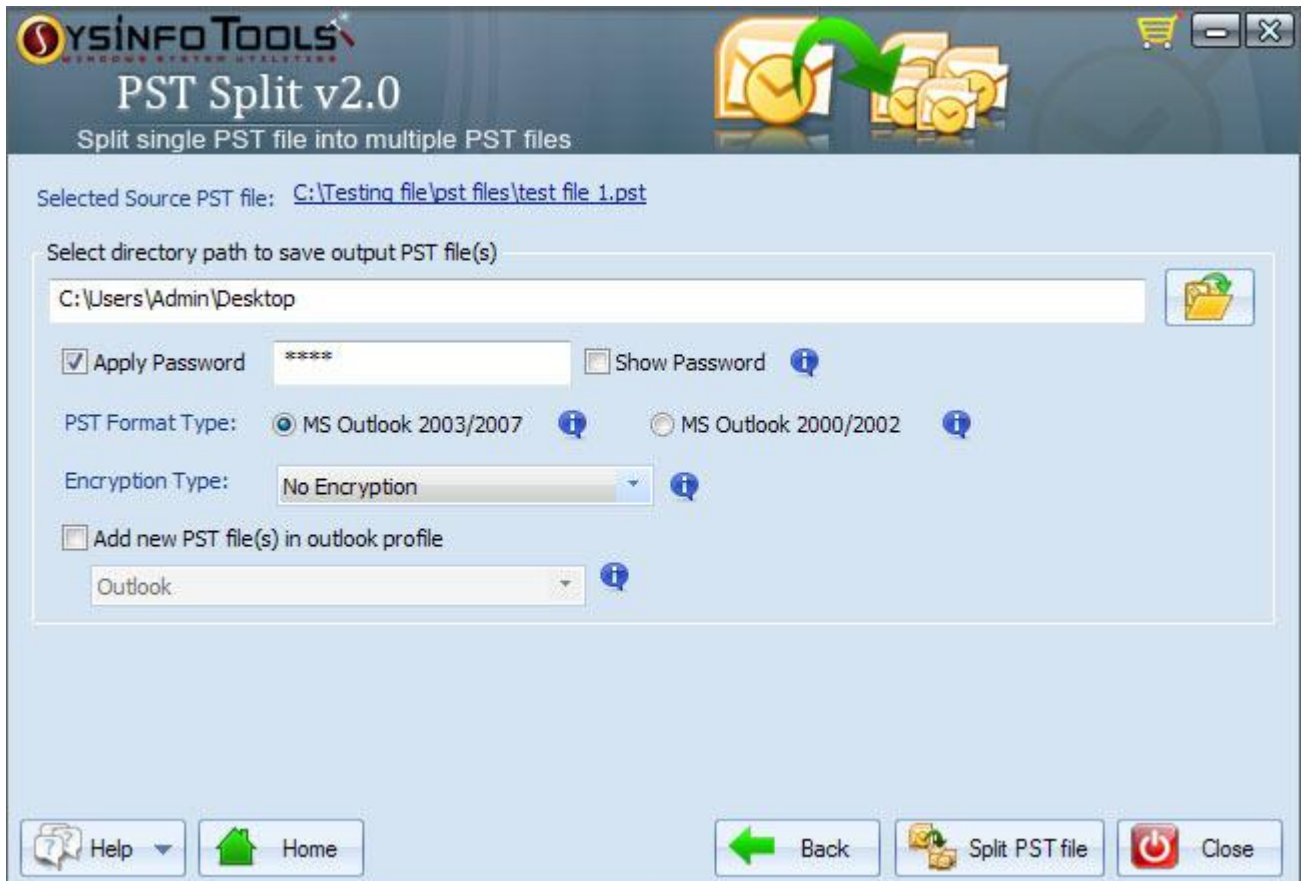 SYSINFO TOOLS
WINDOWS SYSTEM UTILITIES
PST Split v2.0
Split single PST file into multiple PST files
Selected Source PST file: C:\Testing file\pst files\test file 1.pst
Select directory path to save output PST file(s)
C:\Users\Admin\Desktop
Apply Password **** Show Password
PST Format Type: MS Outlook 2003/2007 MS Outlook 2000/2002
Encryption Type: No Encryption
Add new PST file(s) in outlook profile
Outlook
Help Home Back Split PST file Close